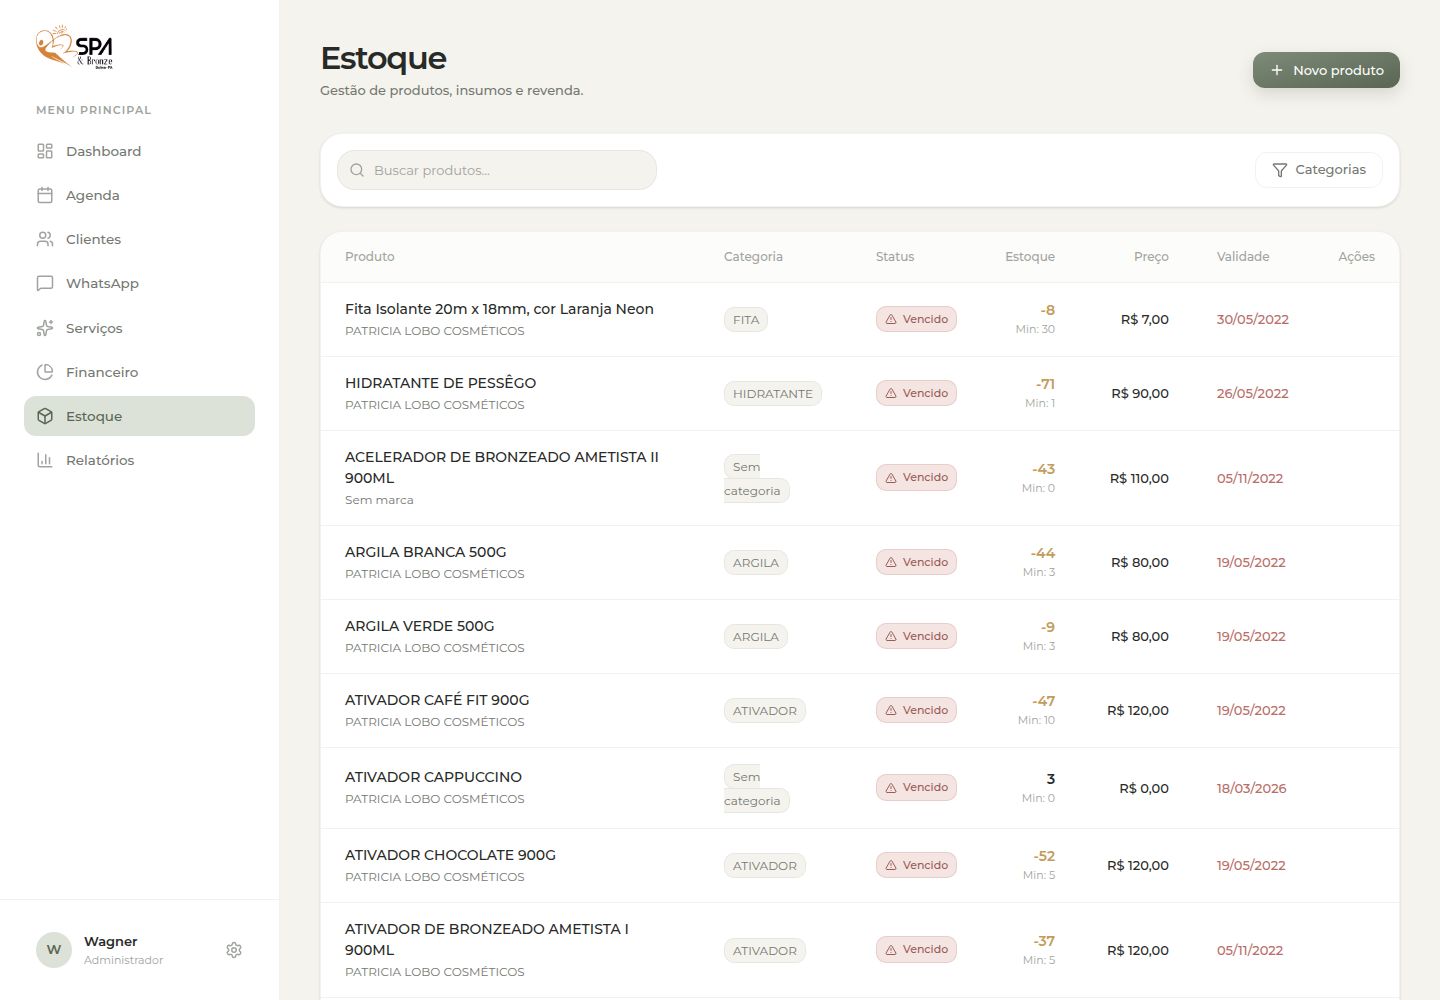 SPA
& Bronze
MENU PRINCIPAL
Dashboard
Agenda
Clientes
WhatsApp
Serviços
Financeiro
Estoque
Relatórios
W
Wagner
Administrador
Estoque
Gestão de produtos, insumos e revenda.
Novo produto
Buscar produtos...
Categorias
Produto Categoria Status Estoque Preço Validade Ações
Fita Isolante 20m x 18mm, cor Laranja Neon
PATRICIA LOBO COSMÉTICOS
FITA
Vencido
-8
Min: 30
R$ 7,00
30/05/2022
HIDRATANTE DE PESSÊGO
PATRICIA LOBO COSMÉTICOS
HIDRATANTE
Vencido
-71
Min: 1
R$ 90,00
26/05/2022
ACELERADOR DE BRONZEADO AMETISTA II
900ML
Sem marca
Sem
categoria
Vencido
-43
Min: 0
R$ 110,00
05/11/2022
ARGILA BRANCA 500G
PATRICIA LOBO COSMÉTICOS
ARGILA
Vencido
-44
Min: 3
R$ 80,00
19/05/2022
ARGILA VERDE 500G
PATRICIA LOBO COSMÉTICOS
ARGILA
Vencido
-9
Min: 3
R$ 80,00
19/05/2022
ATIVADOR CAFÉ FIT 900G
PATRICIA LOBO COSMÉTICOS
ATIVADOR
Vencido
-47
Min: 10
R$ 120,00
19/05/2022
ATIVADOR CAPPUCCINO
PATRICIA LOBO COSMÉTICOS
Sem
categoria
Vencido
3
Min: 0
R$ 0,00
18/03/2026
ATIVADOR CHOCOLATE 900G
PATRICIA LOBO COSMÉTICOS
ATIVADOR
Vencido
-52
Min: 5
R$ 120,00
19/05/2022
ATIVADOR DE BRONZEADO AMETISTA I
900ML
PATRICIA LOBO COSMÉTICOS
ATIVADOR
Vencido
-37
Min: 5
R$ 120,00
05/11/2022